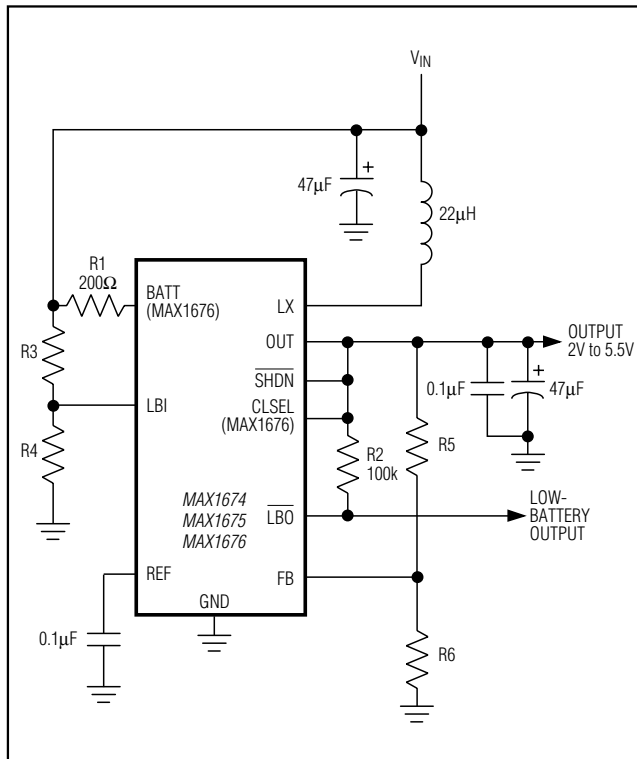 VIN
47µF
+
22µH
R1
200Ω
BATT
(MAX1676)
LX
OUT
OUTPUT
2V to 5.5V
R3
SHDN
0.1µF
+
47µF
CLSEL
(MAX1676)
LBI
R4
R2
100k
R5
MAX1674
MAX1675
MAX1676
LBO
LOW-
BATTERY
OUTPUT
REF
FB
GND
0.1µF
R6